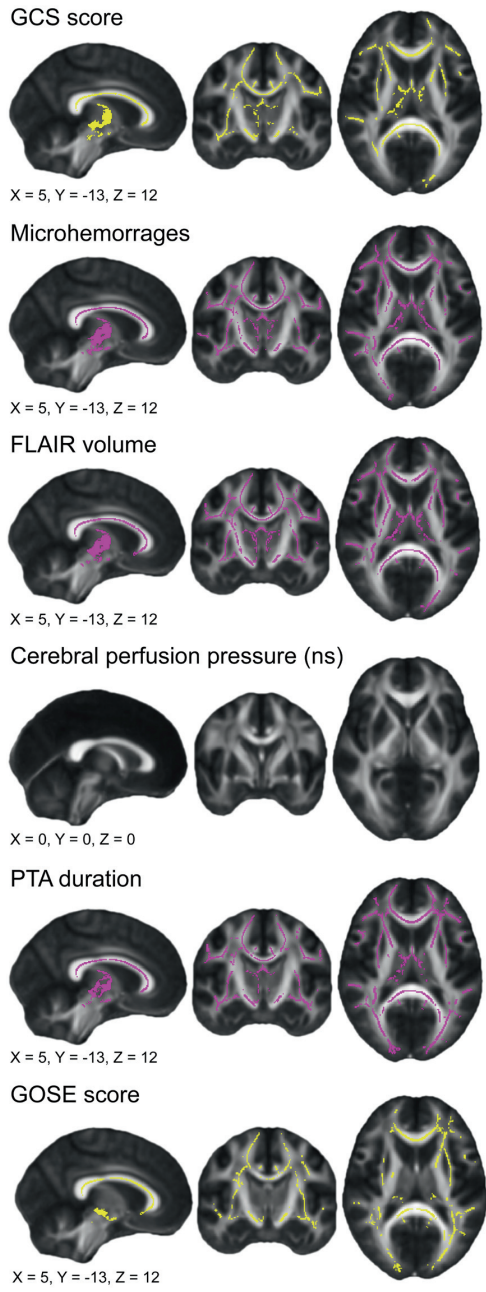 GCS score
X = 5, Y = -13, Z = 12
Microhemorrages
X = 5, Y = -13, Z = 12
FLAIR volume
X = 5, Y = -13, Z = 12
Cerebral perfusion pressure (ns)
X = 0, Y = 0, Z = 0
PTA duration
X = 5, Y = -13, Z = 12
GOSE score
X = 5, Y = -13, Z = 12